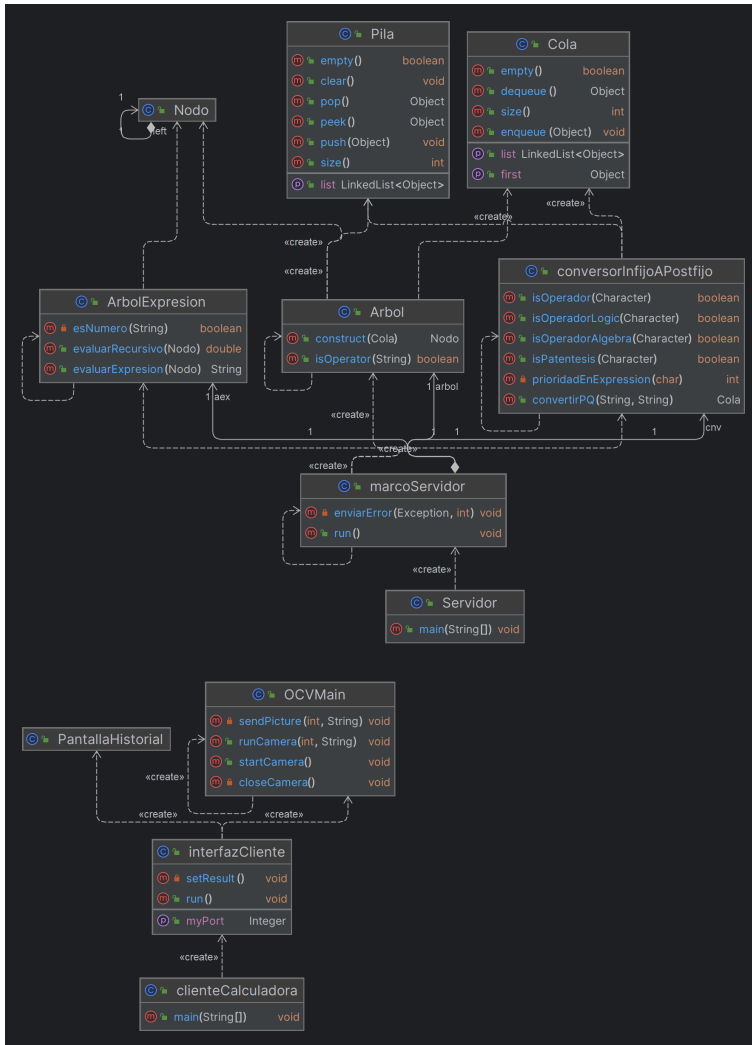 Pila
empty() boolean
clear() void
pop() Object
peek() Object
push(Object) void
size() int
list LinkedList<Object>
Cola
empty() boolean
dequeue() Object
size() int
enqueue(Object) void
list LinkedList<Object>
first Object
1
Nodo
1
left
«create»
«create»
«create»
«create»
ArbolExpresion
esNumero(String) boolean
evaluarRecursivo(Nodo) double
evaluarExpresion(Nodo) String
Arbol
construct(Cola) Nodo
isOperator(String) boolean
conversorInfijoAPostfijo
isOperador(Character) boolean
isOperadorLogic(Character) boolean
isOperadorAlgebra(Character) boolean
isPatentesis(Character) boolean
prioridadEnExpression(char) int
convertirPQ(String, String) Cola
1 aex
1 arbol
«create»
cnv
1
1
1
1
«create»
«create»
marcoServidor
enviarError(Exception, int) void
run() void
«create»
Servidor
main(String[]) void
OCVMain
sendPicture(int, String) void
runCamera(int, String) void
startCamera() void
closeCamera() void
PantallaHistorial
«create»
«create»
«create»
interfazCliente
setResult() void
run() void
myPort Integer
«create»
clienteCalculadora
main(String[]) void